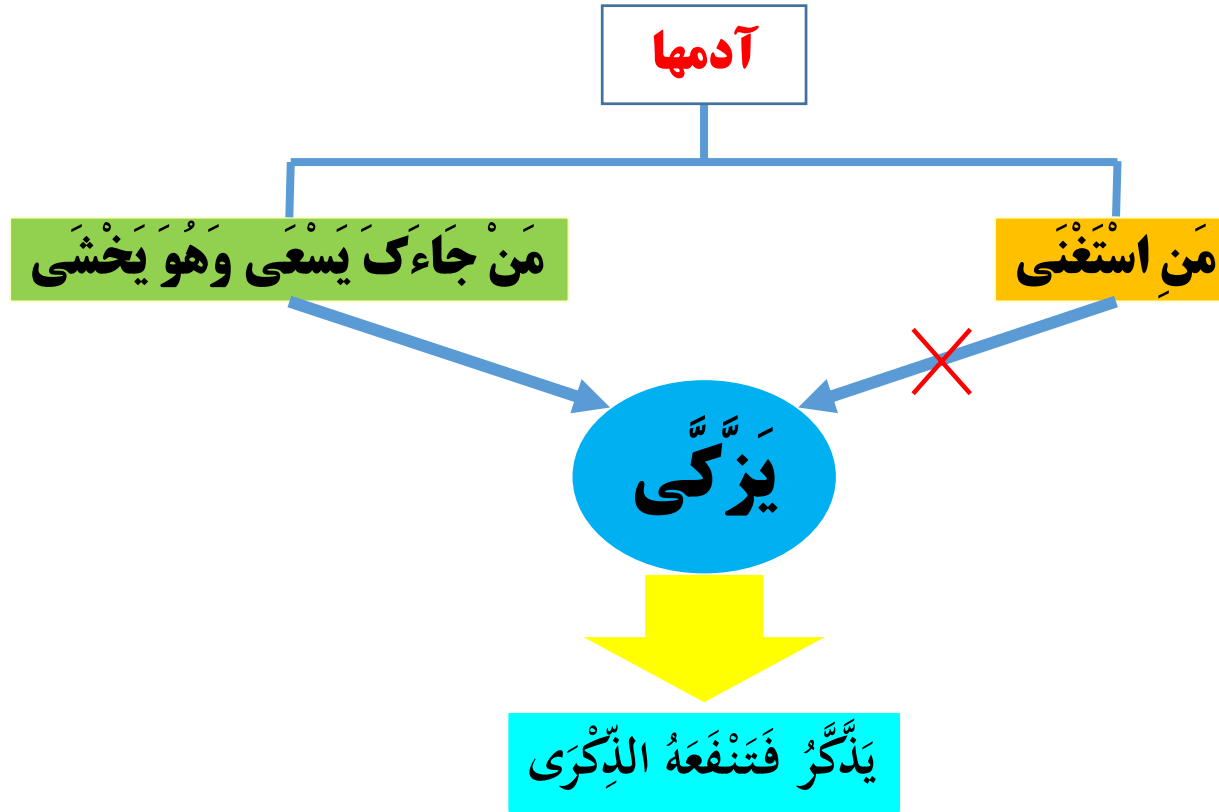 آدمها
مَنِ اسْتَغْنَی
مَنْ جَاءَکَ یَسْعَی وَهُوَ یَخْشَی
یَزَّکَّی
یَذَّکَّرُ فَتَنْفَعَهُ الذِّکْرَی